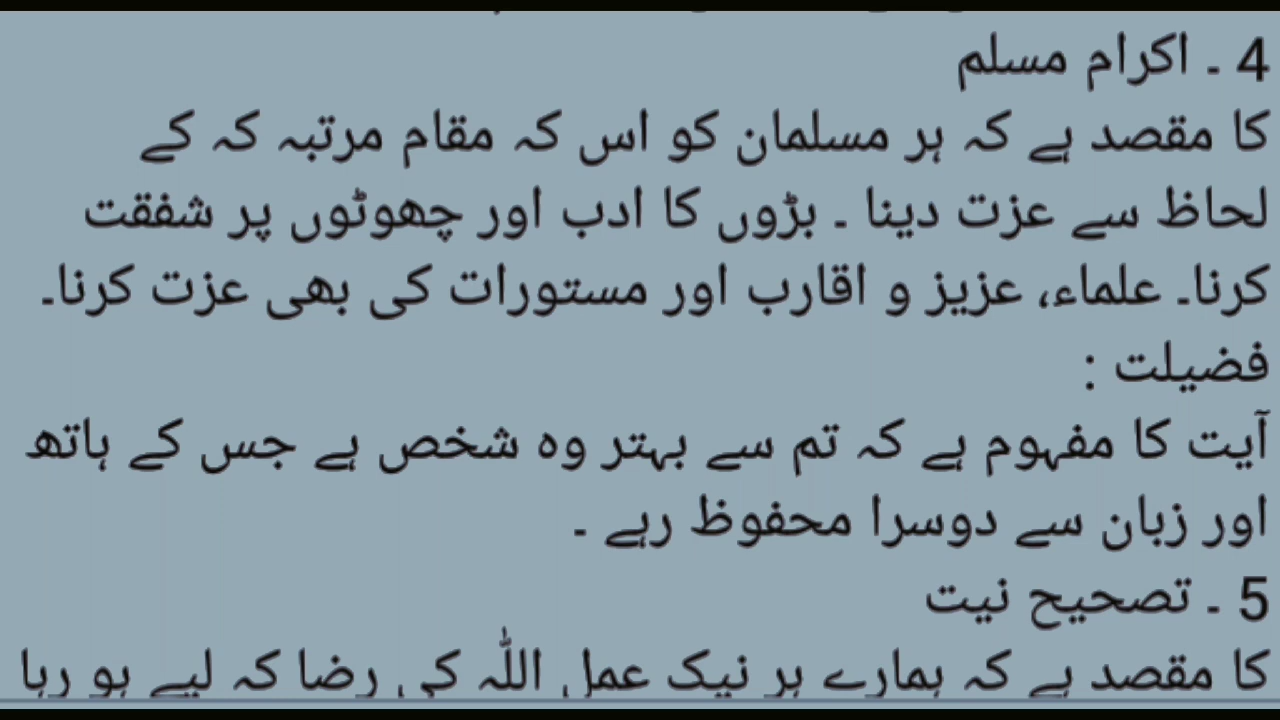 4 ۔ اکرام مسلم
کا مقصد ہے کہ ہر مسلمان کو اس کہ مقام مرتبہ کہ کے
لحاظ سے عزت دینا ۔ بڑوں کا ادب اور چھوٹوں پر شفقت
کرنا۔ علماء، عزیز و اقارب اور مستورات کی بھی عزت کرنا۔
فضیلت :
آیت کا مفہوم ہے کہ تم سے بہتر وہ شخص ہے جس کے ہاتھ
اور زبان سے دوسرا محفوظ رہے ۔
5 ۔ تصحیح نیت
کا مقصد ہے کہ ہمارے ہر نیک عمل اللّٰہ کی رضا کہ لیے ہو رہا